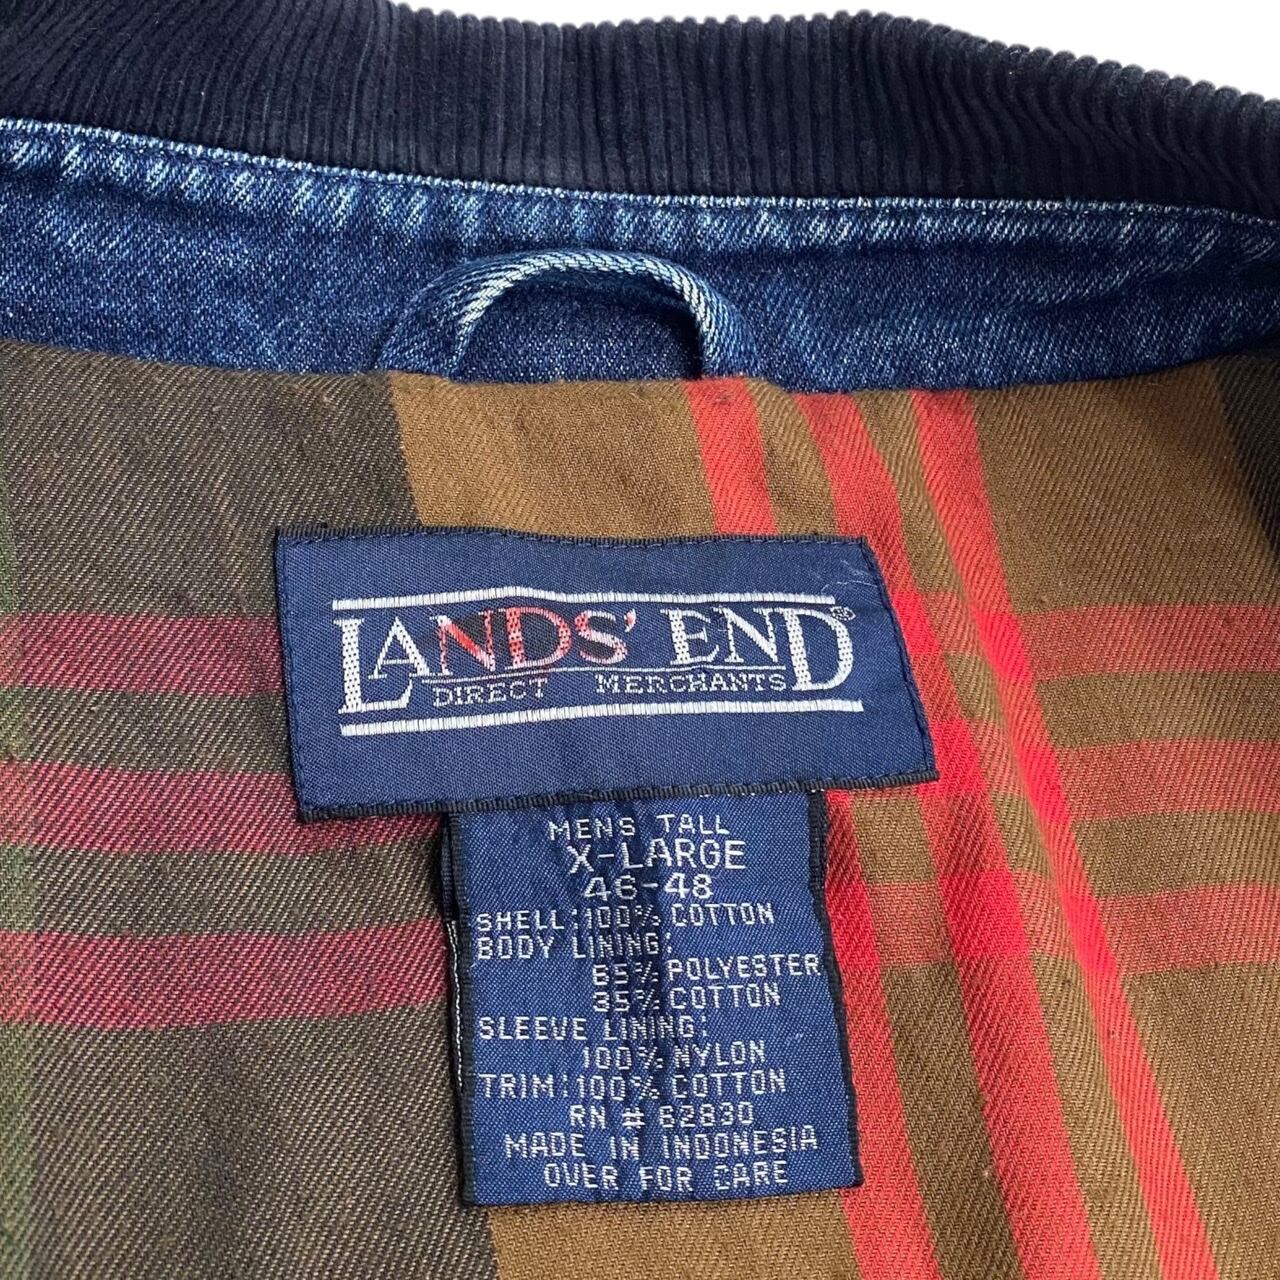 LANDS' END®
DIRECT MERCHANTS
MENS TALL
X-LARGE
46-48
SHELL:100% COTTON
BODY LINING:
65% POLYESTER
35% COTTON
SLEEVE LINING:
100% NYLON
TRIM:100% COTTON
RN # 62830
MADE IN INDONESIA
OVER FOR CARE